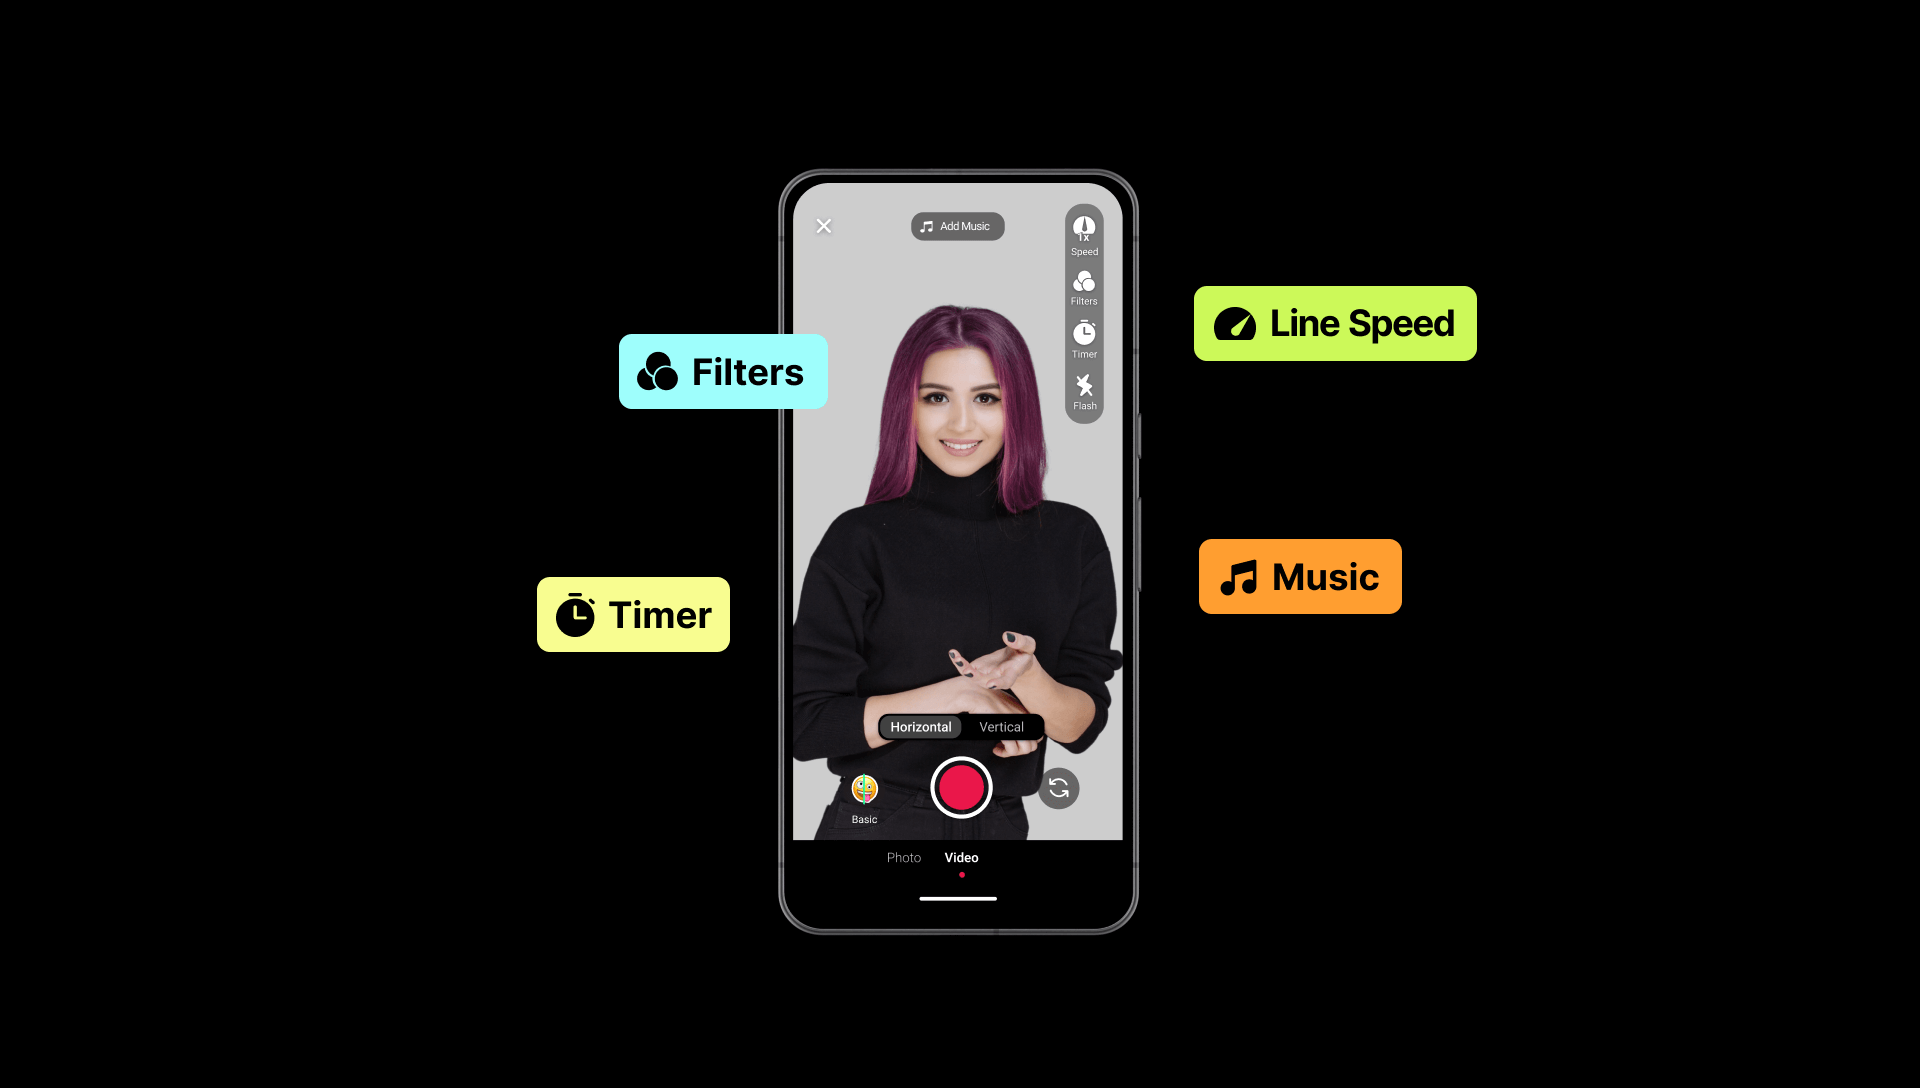 Add Music
1x
Speed
Filters
Timer
Flash
Filters
Line Speed
Timer
Music
Horizontal Vertical
Basic
Photo Video